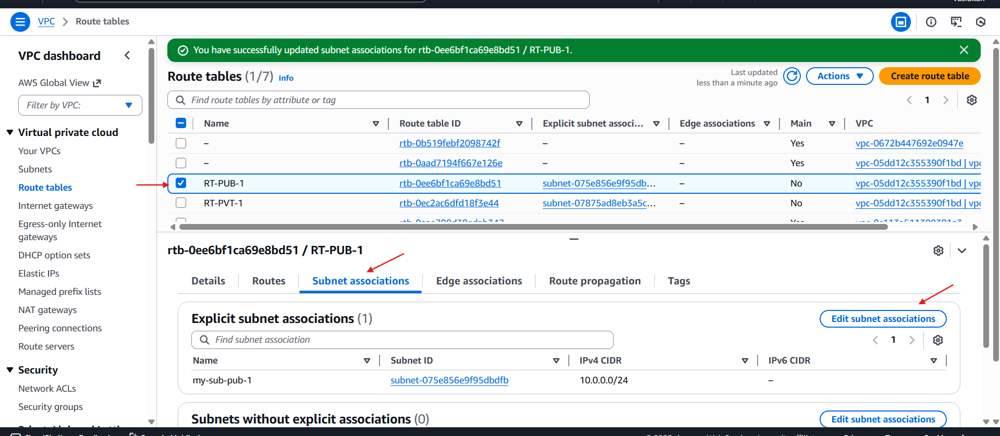 VPC > Route tables
VPC dashboard
AWS Global View
Filter by VPC:
Virtual private cloud
Your VPCs
Subnets
Route tables
Internet gateways
Egress-only Internet
gateways
DHCP option sets
Elastic IPs
Managed prefix lists
NAT gateways
Peering connections
Route servers
Security
Network ACLs
Security groups
You have successfully updated subnet associations for rtb-0ee6bf1ca69e8bd51 / RT-PUB-1.
Route tables (1/7) Info
Last updated
less than a minute ago
Actions
Create route table
Find route tables by attribute or tag
1
Name Route table ID Explicit subnet associ... Edge associations Main VPC
– rtb-0b519febf2098742f – – Yes vpc-0672b447692e0947e
– rtb-0aad7194f667e126e – – Yes vpc-05dd12c355390f1bd | vpc
RT-PUB-1 rtb-0ee6bf1ca69e8bd51 subnet-075e856e9f95db... – No vpc-05dd12c355390f1bd | vpc
RT-PVT-1 rtb-0ec2ac6dfd18f3e44 subnet-07875ad8eb3a5c... – No vpc-05dd12c355390f1bd | vpc
rtb-0ee6bf1ca69e8bd51 / RT-PUB-1
Details Routes Subnet associations Edge associations Route propagation Tags
Explicit subnet associations (1)
Edit subnet associations
Find subnet association
1
Name Subnet ID IPv4 CIDR IPv6 CIDR
my-sub-pub-1 subnet-075e856e9f95dbdfb 10.0.0.0/24 –
Subnets without explicit associations (0)
Edit subnet associations